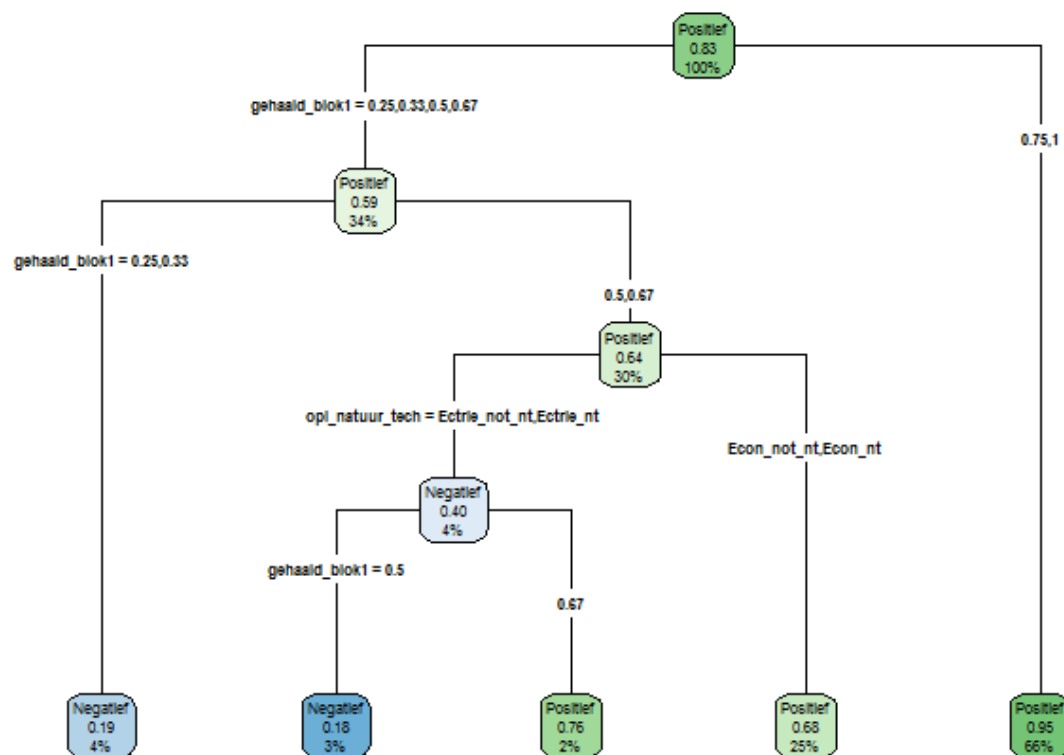 Positief
0.83
100%
gehaald_blok1 = 0.25,0.33,0.5,0.67
0.75,1
Positief
0.59
34%
gehaald_blok1 = 0.25,0.33
0.5,0.67
Positief
0.64
30%
opl_natuur_tech = Ectrie_not_nt,Ectrie_nt
Econ_not_nt,Econ_nt
Negatief
0.40
4%
gehaald_blok1 = 0.5
0.67
Negatief
0.19
4%
Negatief
0.18
3%
Positief
0.76
2%
Positief
0.68
25%
Positief
0.95
66%